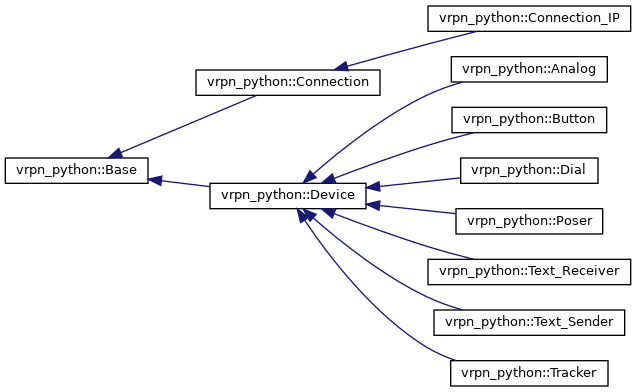 vrpn_python::Connection_IP
vrpn_python::Analog
vrpn_python::Connection
vrpn_python::Button
vrpn_python::Base
vrpn_python::Dial
vrpn_python::Device
vrpn_python::Poser
vrpn_python::Text_Receiver
vrpn_python::Text_Sender
vrpn_python::Tracker